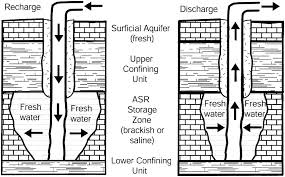 Recharge
Discharge
Surficial Aquifer
(fresh)
Upper
Confining
Unit
ASR
Storage
Zone
(brackish or
saline)
Lower Confining
Unit
Fresh
water
Fresh
water
Fresh
water
Fresh
water